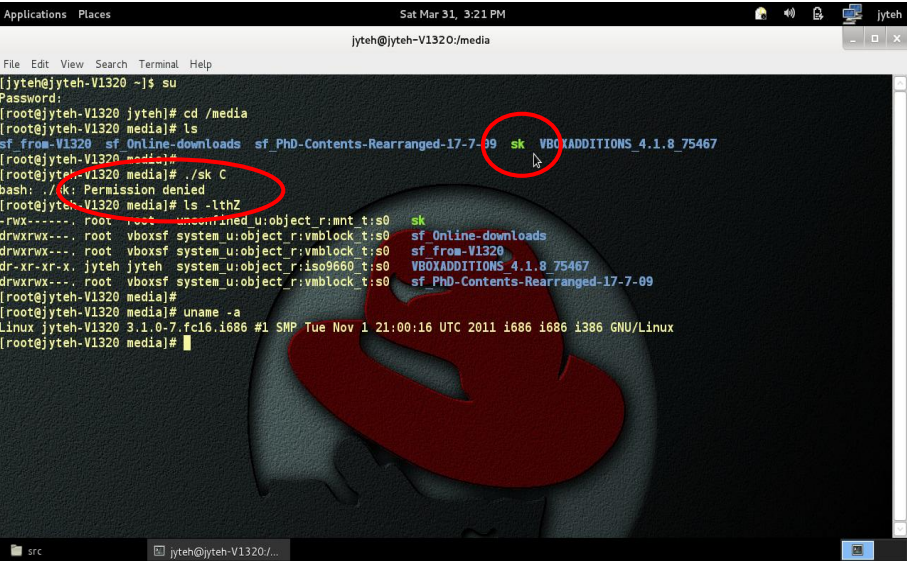 Applications Places Sat Mar 31, 3:21 PM jyteh
jyteh@jyteh-V1320:/media
File Edit View Search Terminal Help
[jyteh@jyteh-V1320 ~]$ su
Password:
[root@jyteh-V1320 jyteh]# cd /media
[root@jyteh-V1320 media]# ls
sf_from-V1320 sf_Online-downloads sf_PhD-Contents-Rearranged-17-7-09 sk VBOXADDITIONS_4.1.8_75467
[root@jyteh-V1320 media]#
[root@jyteh-V1320 media]# ./sk C
bash: ./sk: Permission denied
[root@jyteh-V1320 media]# ls -lthZ
-rwx------. root root unconfined_u:object_r:mnt_t:s0 sk
drwxrwx---. root vboxsf system_u:object_r:vmblock_t:s0 sf_Online-downloads
drwxrwx---. root vboxsf system_u:object_r:vmblock_t:s0 sf_from-V1320
dr-xr-xr-x. jyteh jyteh system_u:object_r:iso9660_t:s0 VBOXADDITIONS_4.1.8_75467
drwxrwx---. root vboxsf system_u:object_r:vmblock_t:s0 sf_PhD-Contents-Rearranged-17-7-09
[root@jyteh-V1320 media]#
[root@jyteh-V1320 media]# uname -a
Linux jyteh-V1320 3.1.0-7.fc16.i686 #1 SMP Tue Nov 1 21:00:16 UTC 2011 i686 i686 i386 GNU/Linux
[root@jyteh-V1320 media]#
src jyteh@jyteh-V1320:/...